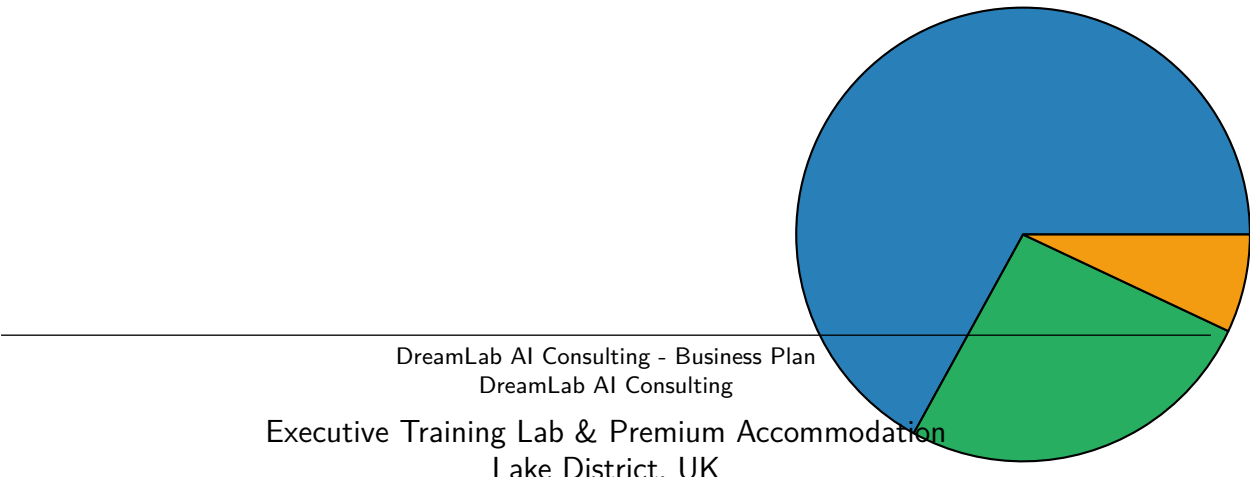 DreamLab AI Consulting - Business Plan
DreamLab AI Consulting
Executive Training Lab & Premium Accommodation
Lake District, UK